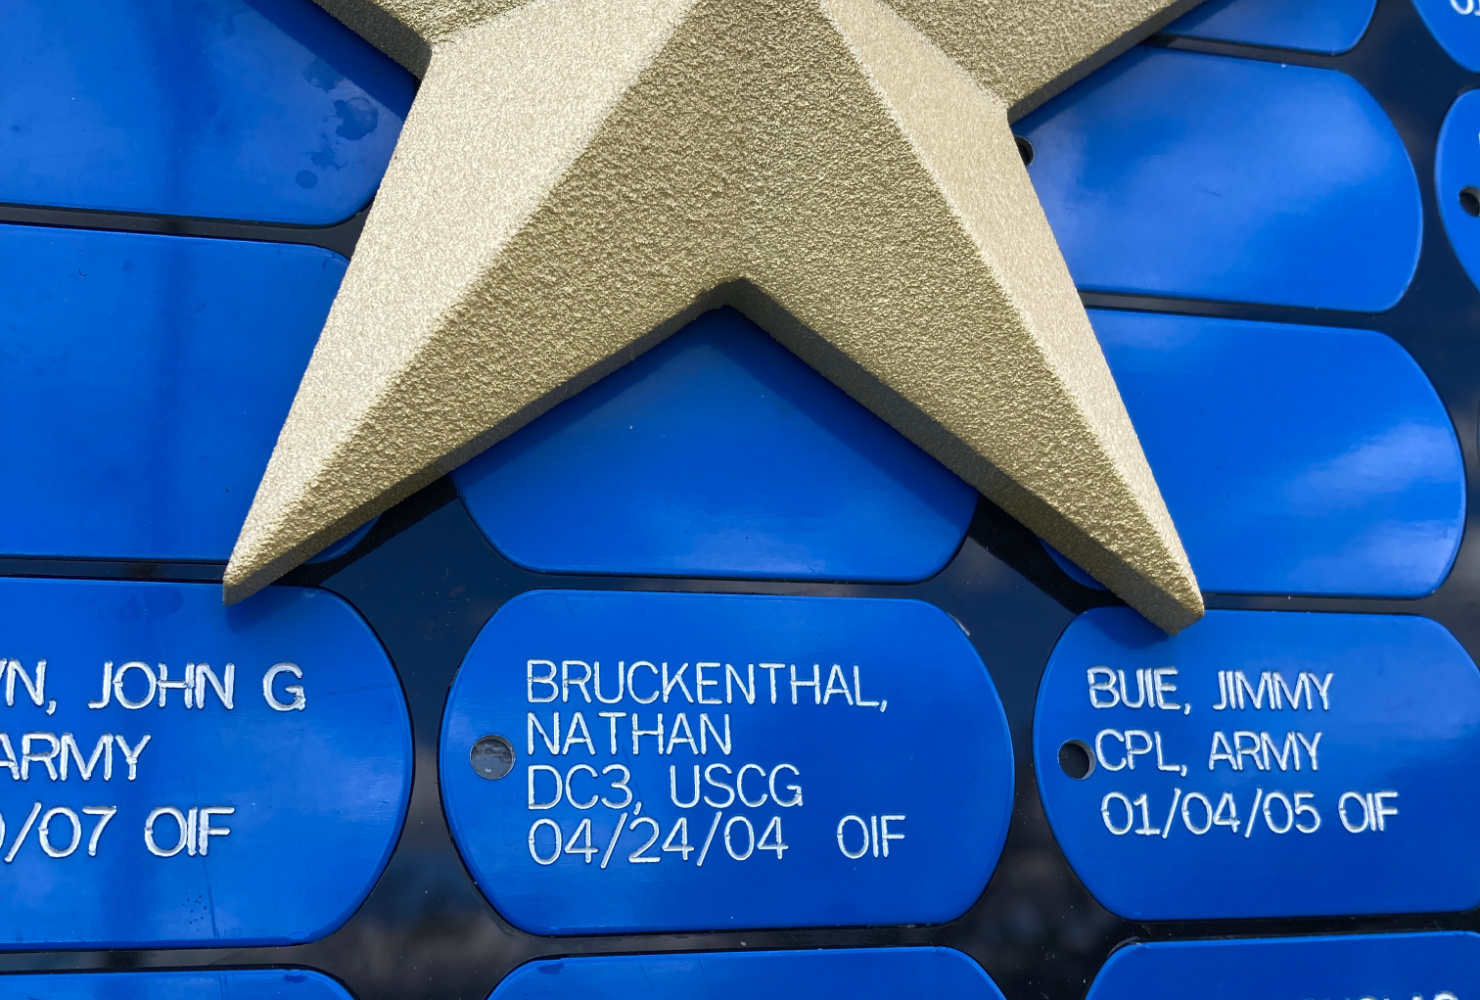 JOHN G
ARMY
/07 OIF
BRUCKENTHAL,
NATHAN
DC3, USCG
04/24/04 OIF
BUIE, JIMMY
CPL, ARMY
01/04/05 OIF